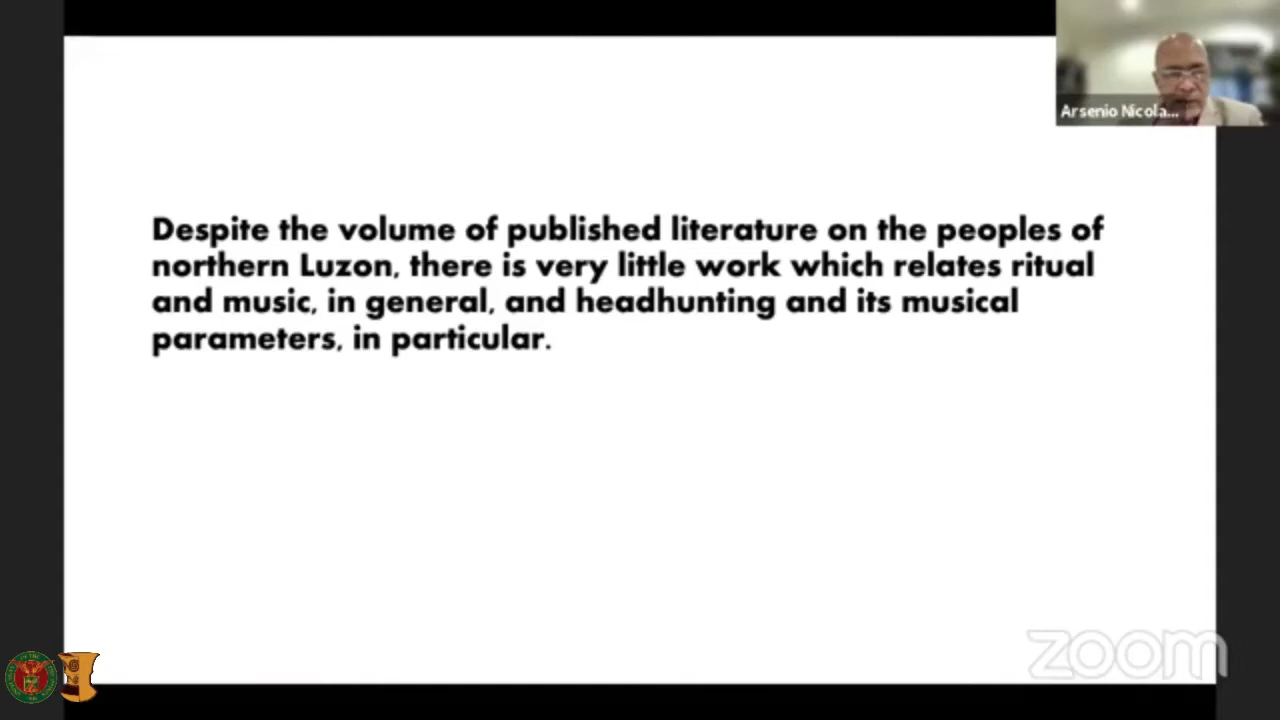 Arsenio Nicola...
Despite the volume of published literature on the peoples of
northern Luzon, there is very little work which relates ritual
and music, in general, and headhunting and its musical
parameters, in particular.
zoom